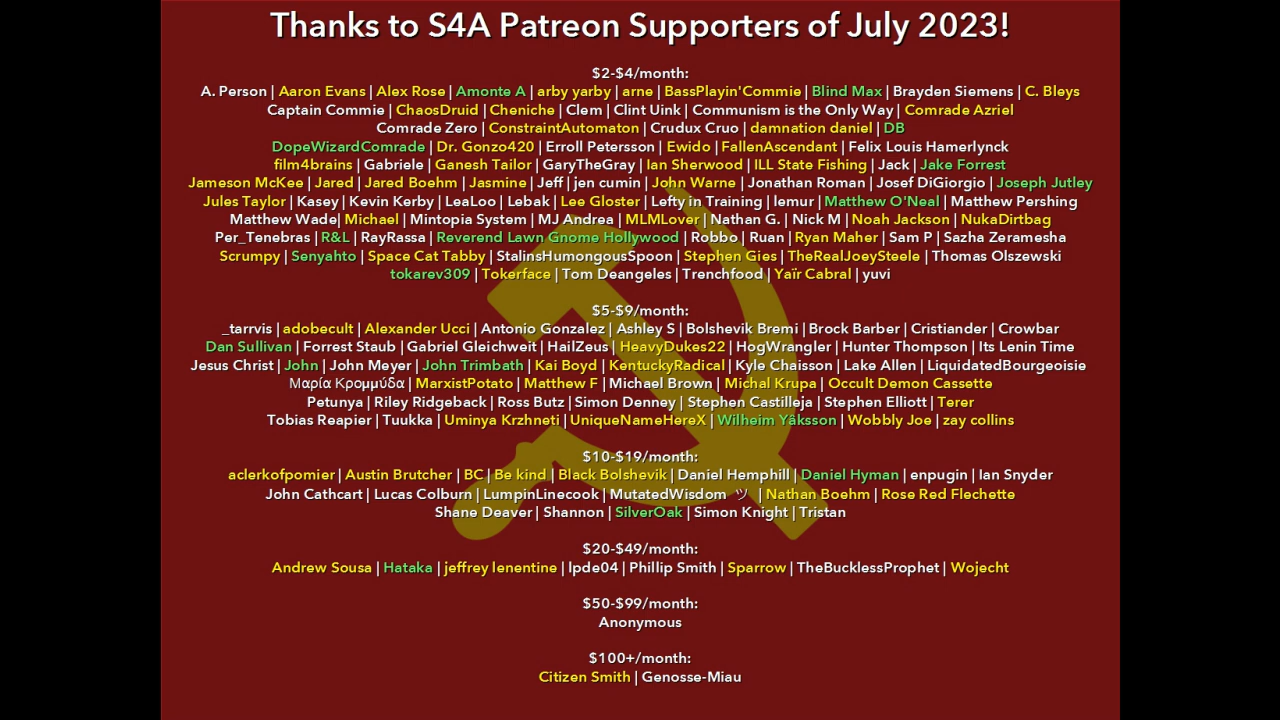 Thanks to S4A Patreon Supporters of July 2023!
$2-$4/month:
A. Person | Aaron Evans | Alex Rose | Amonte A | arby yarby | arne | BassPlayin'Commie | Blind Max | Brayden Siemens | C. Bleys
Captain Commie | ChaosDruid | Cheniche | Clem | Clint Uink | Communism is the Only Way | Comrade Azriel
Comrade Zero | ConstraintAutomaton | Crudux Cruo | damnation daniel | DB
DopeWizardComrade | Dr. Gonzo420 | Erroll Petersson | Ewido | FallenAscendant | Felix Louis Hamerlynck
film4brains | Gabriele | Ganesh Tailor | GaryTheGray | Ian Sherwood | ILL State Fishing | Jack | Jake Forrest
Jameson McKee | Jared | Jared Boehm | Jasmine | Jeff | jen cumin | John Warne | Jonathan Roman | Josef DiGiorgio | Joseph Jutley
Jules Taylor | Kasey | Kevin Kerby | LeaLoo | Lebak | Lee Gloster | Lefty in Training | lemur | Matthew O'Neal | Matthew Pershing
Matthew Wade| Michael | Mintopia System | MJ Andrea | MLMLover | Nathan G. | Nick M | Noah Jackson | NukaDirtbag
Per_Tenebras | R&L | RayRassa | Reverend Lawn Gnome Hollywood | Robbo | Ruan | Ryan Maher | Sam P | Sazha Zeramesha
Scrumpy | Senyahto | Space Cat Tabby | StalinsHumongousSpoon | Stephen Gies | TheRealJoeySteele | Thomas Olszewski
tokarev309 | Tokerface | Tom Deangeles | Trenchfood | Yaïr Cabral | yuvi
$5-$9/month:
_tarrvis | adobecult | Alexander Ucci | Antonio Gonzalez | Ashley S | Bolshevik Bremi | Brock Barber | Cristiander | Crowbar
Dan Sullivan | Forrest Staub | Gabriel Gleichweit | HailZeus | HeavyDukes22 | HogWrangler | Hunter Thompson | Its Lenin Time
Jesus Christ | John | John Meyer | John Trimbath | Kai Boyd | KentuckyRadical | Kyle Chaisson | Lake Allen | LiquidatedBourgeoisie
Μαρία Κρομμύδα | MarxistPotato | Matthew F | Michael Brown | Michal Krupa | Occult Demon Cassette
Petunya | Riley Ridgeback | Ross Butz | Simon Denney | Stephen Castilleja | Stephen Elliott | Terer
Tobias Reapier | Tuukka | Uminya Krzhneti | UniqueNameHereX | Wilheim Yäksson | Wobbly Joe | zay collins
$10-$19/month:
aclerkofpomier | Austin Brutcher | BC | Be kind | Black Bolshevik | Daniel Hemphill | Daniel Hyman | enpugin | Ian Snyder
John Cathcart | Lucas Colburn | LumpinLinecook | MutatedWisdom ツ | Nathan Boehm | Rose Red Flechette
Shane Deaver | Shannon | SilverOak | Simon Knight | Tristan
$20-$49/month:
Andrew Sousa | Hataka | jeffrey lenentine | lpde04 | Phillip Smith | Sparrow | TheBucklessProphet | Wojecht
$50-$99/month:
Anonymous
$100+/month:
Citizen Smith | Genosse-Miau